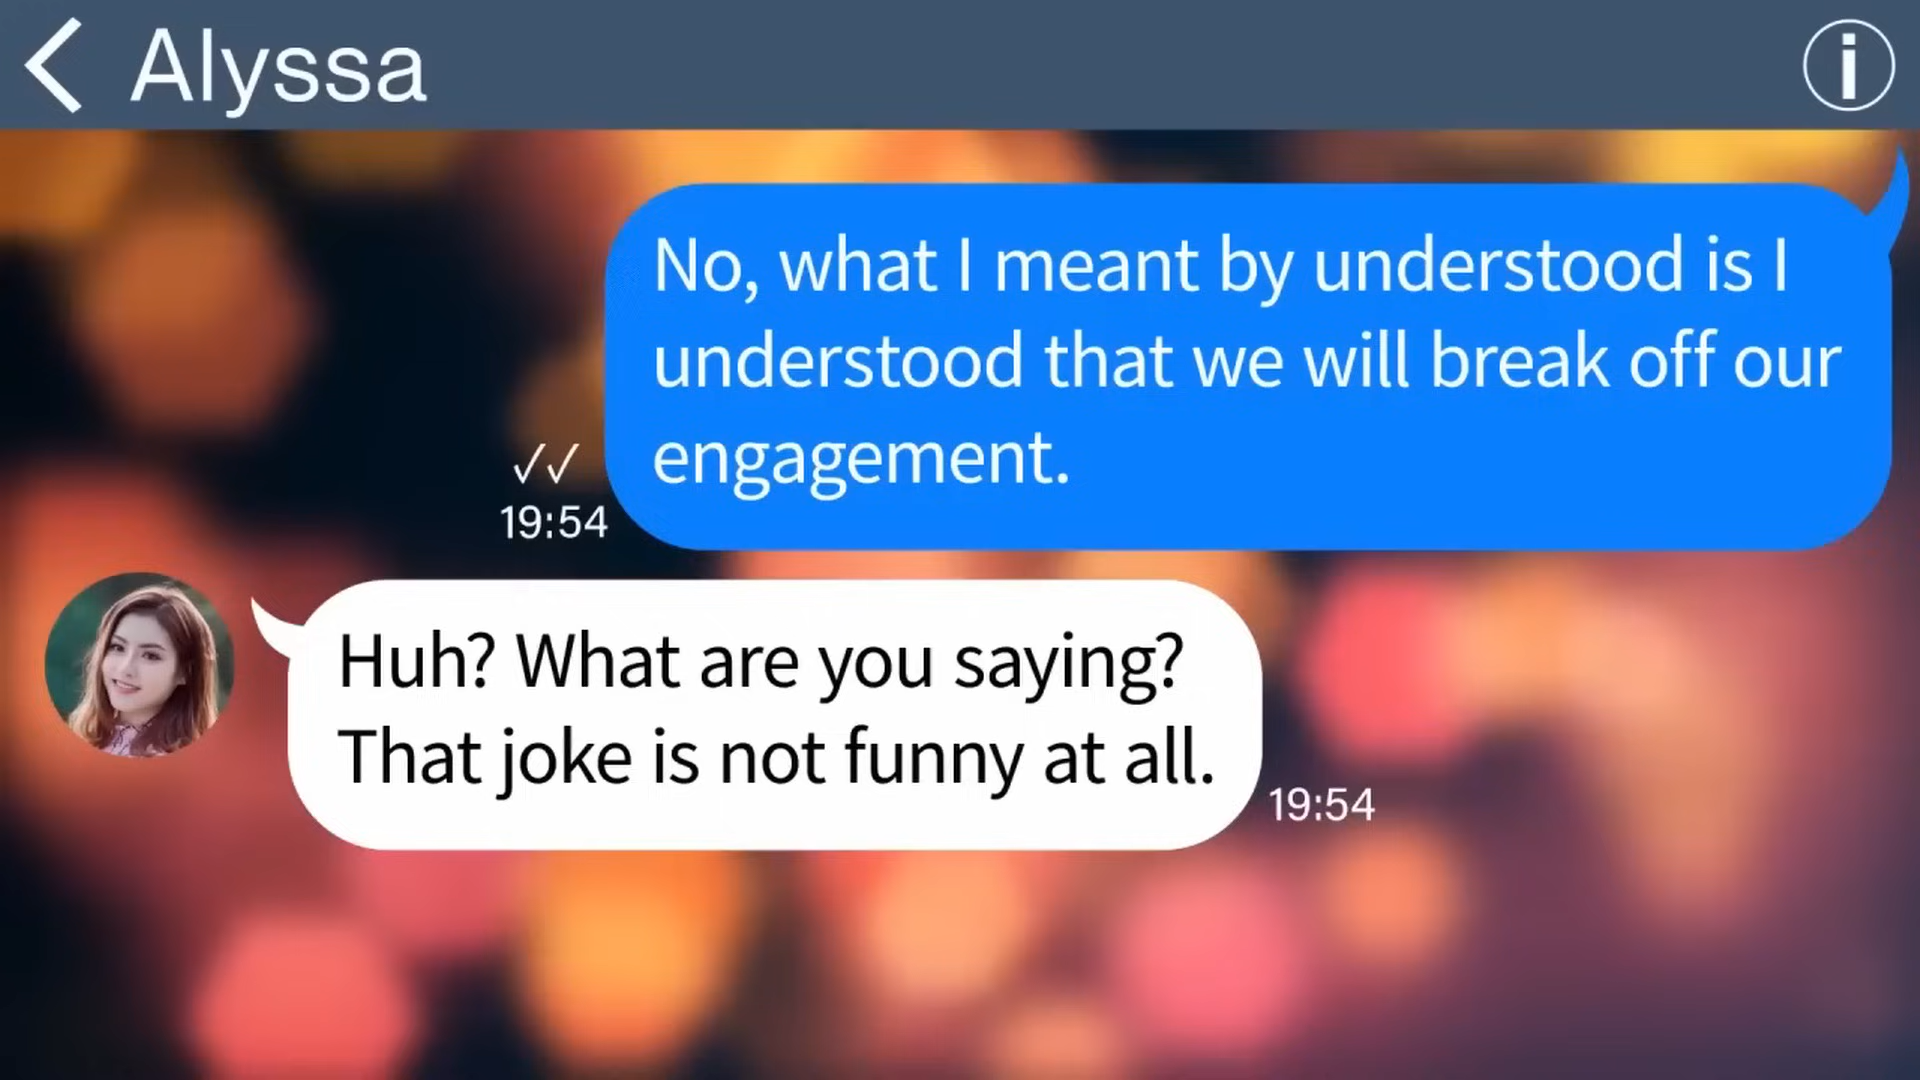 Alyssa
No, what I meant by understood is I
understood that we will break off our
engagement.
✓✓
19:54
Huh? What are you saying?
That joke is not funny at all.
19:54